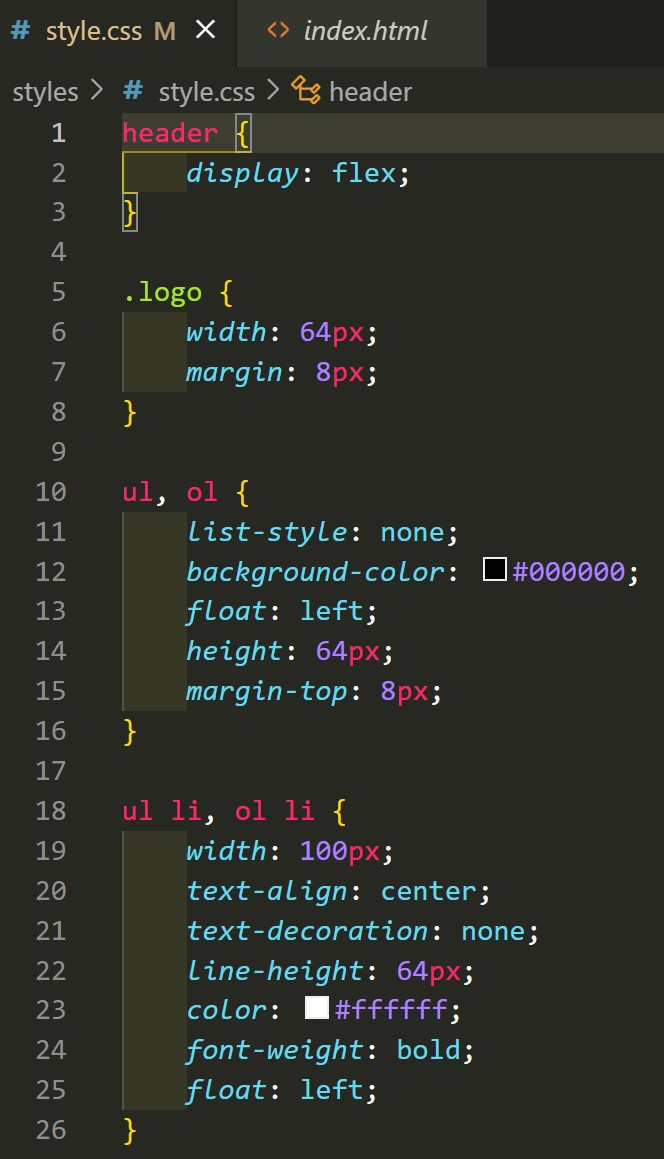 # style.css M × <> index.html
styles > # style.css > header
1 header {
2     display: flex;
3 }
4
5 .logo {
6     width: 64px;
7     margin: 8px;
8 }
9
10 ul, ol {
11     list-style: none;
12     background-color: #000000;
13     float: left;
14     height: 64px;
15     margin-top: 8px;
16 }
17
18 ul li, ol li {
19     width: 100px;
20     text-align: center;
21     text-decoration: none;
22     line-height: 64px;
23     color: #ffffff;
24     font-weight: bold;
25     float: left;
26 }